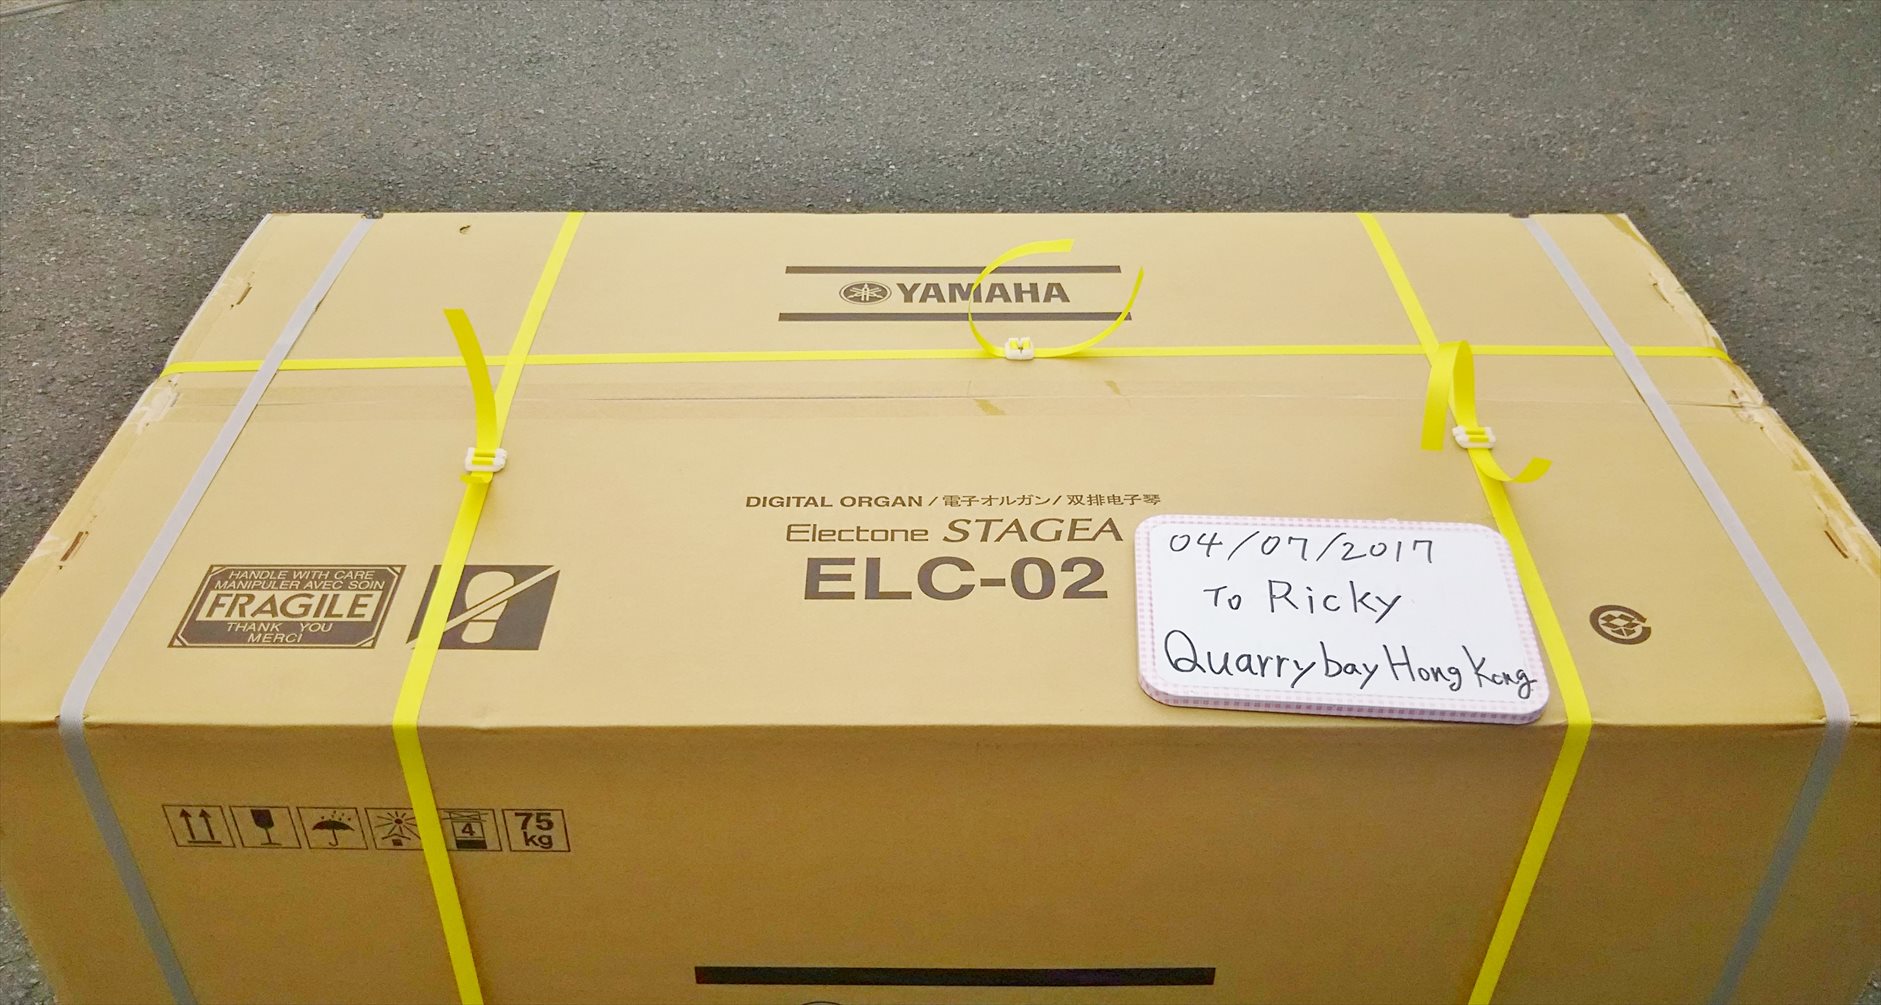 YAMAHA
DIGITAL ORGAN / 電子オルガン / 双排电子琴
Electone STAGEA
ELC-02
04/07/2017
To Ricky
Quarry bay Hong Kong
HANDLE WITH CARE
MANIPULER AVEC SOIN
FRAGILE
THANK YOU
MERCI
4
75
kg